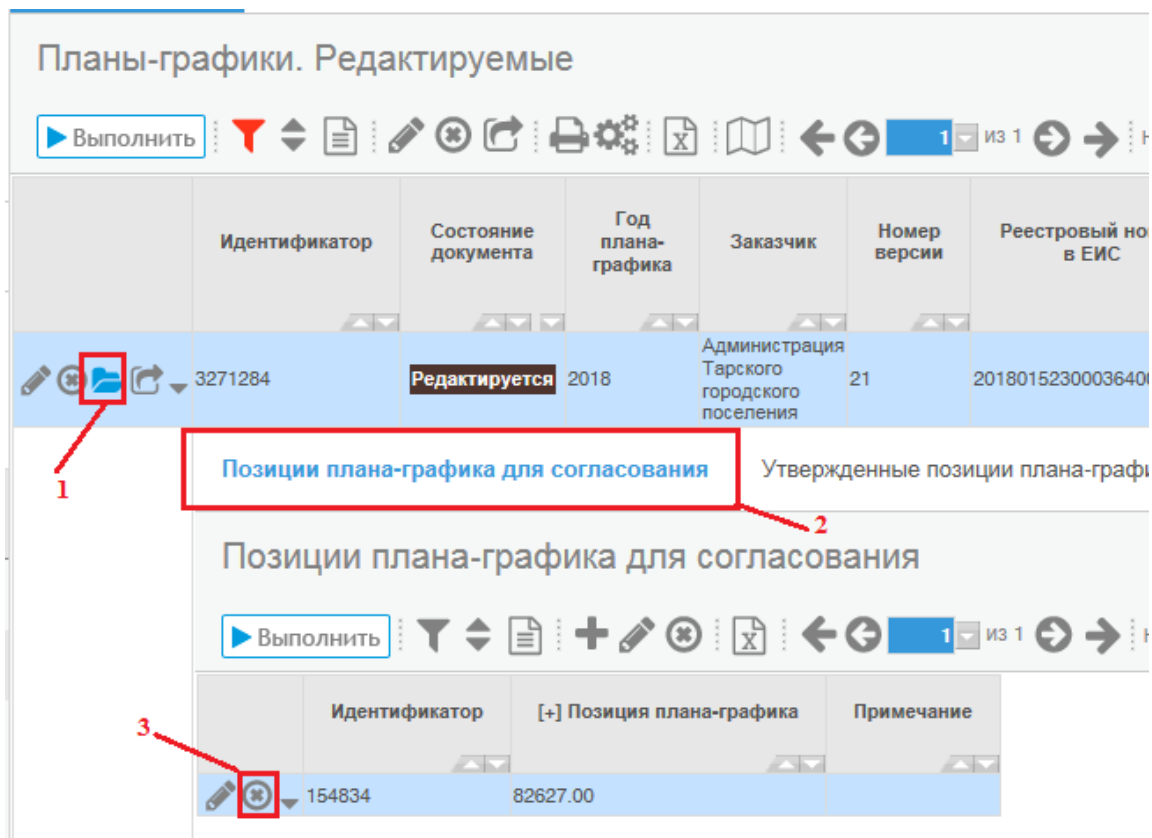 Планы-графики. Редактируемые
Выполнить 1 из 1
Идентификатор
Состояние документа
Год плана-графика
Заказчик
Номер версии
Реестровый но
в ЕИС
3271284 Редактируется 2018 Администрация Тарского городского поселения 21 2018015230003640
1
Позиции плана-графика для согласования Утвержденные позиции плана-графи
2
Позиции плана-графика для согласования
Выполнить 1 из 1
3
Идентификатор [+] Позиция плана-графика Примечание
154834 82627.00